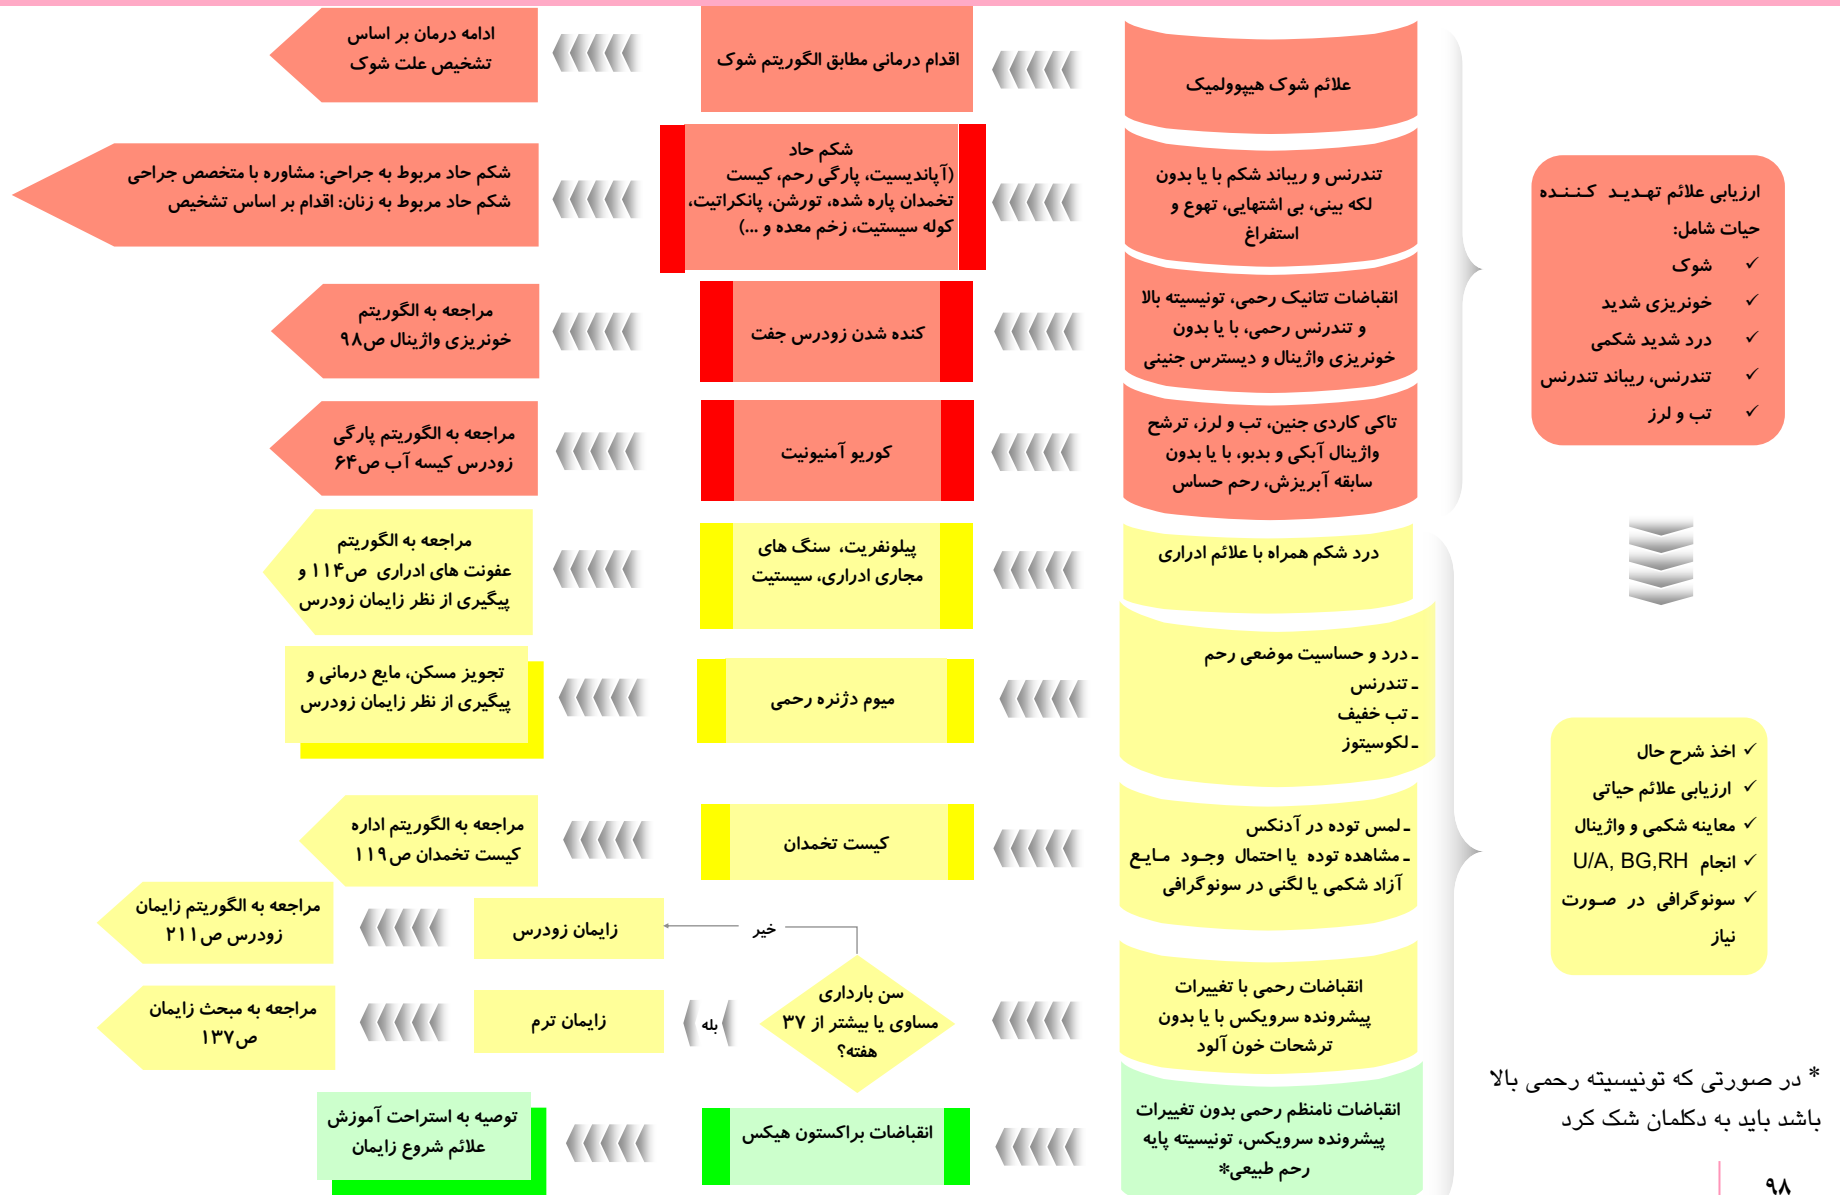 ارزیابی علائم تهدید کننده
حیات شامل:
✓ شوک
✓ خونریزی شدید
✓ درد شدید شکمی
✓ تندرنس، ریباند تندرنس
✓ تب و لرز
علائم شوک هیپوولمیک
اقدام درمانی مطابق الگوریتم شوک
ادامه درمان بر اساس
تشخیص علت شوک
تندرنس و ریباند شکم با یا بدون
لکه بینی، بی اشتهایی، تهوع و
استفراغ
شکم حاد
(آپاندیسیت، پارگی رحم، کیست
تخمدان پاره شده، تورشن، پانکراتیت،
کوله سیستیت، زخم معده و ...)
شکم حاد مربوط به جراحی: مشاوره با متخصص جراحی
شکم حاد مربوط به زنان: اقدام بر اساس تشخیص
انقباضات تتانیک رحمی، تونیسیته بالا
و تندرنس رحمی، با یا بدون
خونریزی واژینال و دیسترس جنینی
کنده شدن زودرس جفت
مراجعه به الگوریتم
خونریزی واژینال ص۹۸
تاکی کاردی جنین، تب و لرز، ترشح
واژینال آبکی و بدبو، با یا بدون
سابقه آبریزش، رحم حساس
کوریو آمنیونیت
مراجعه به الگوریتم پارگی
زودرس کیسه آب ص۶۴
✓ اخذ شرح حال
✓ ارزیابی علائم حیاتی
✓ معاینه شکمی و واژینال
✓ انجام U/A, BG,RH
✓ سونوگرافی در صورت
نیاز
درد شکم همراه با علائم ادراری
پیلونفریت، سنگ های
مجاری ادراری، سیستیت
مراجعه به الگوریتم
عفونت های ادراری ص۱۱۴ و
پیگیری از نظر زایمان زودرس
ـ درد و حساسیت موضعی رحم
ـ تندرنس
ـ تب خفیف
ـ لکوسیتوز
میوم دژنره رحمی
تجویز مسکن، مایع درمانی و
پیگیری از نظر زایمان زودرس
ـ لمس توده در آدنکس
ـ مشاهده توده یا احتمال وجود مایع
آزاد شکمی یا لگنی در سونوگرافی
کیست تخمدان
مراجعه به الگوریتم اداره
کیست تخمدان ص۱۱۹
انقباضات رحمی با تغییرات
پیشرونده سرویکس با یا بدون
ترشحات خون آلود
سن بارداری
مساوی یا بیشتر از ۳۷
هفته؟
خیر
زایمان زودرس
مراجعه به الگوریتم زایمان
زودرس ص۲۱۱
بله
زایمان ترم
مراجعه به مبحث زایمان
ص۱۳۷
انقباضات نامنظم رحمی بدون تغییرات
پیشرونده سرویکس، تونیسیته پایه
رحم طبیعی*
انقباضات براکستون هیکس
توصیه به استراحت آموزش
علائم شروع زایمان
* در صورتی که تونیسیته رحمی بالا
باشد باید به دکلمان شک کرد
۹۸